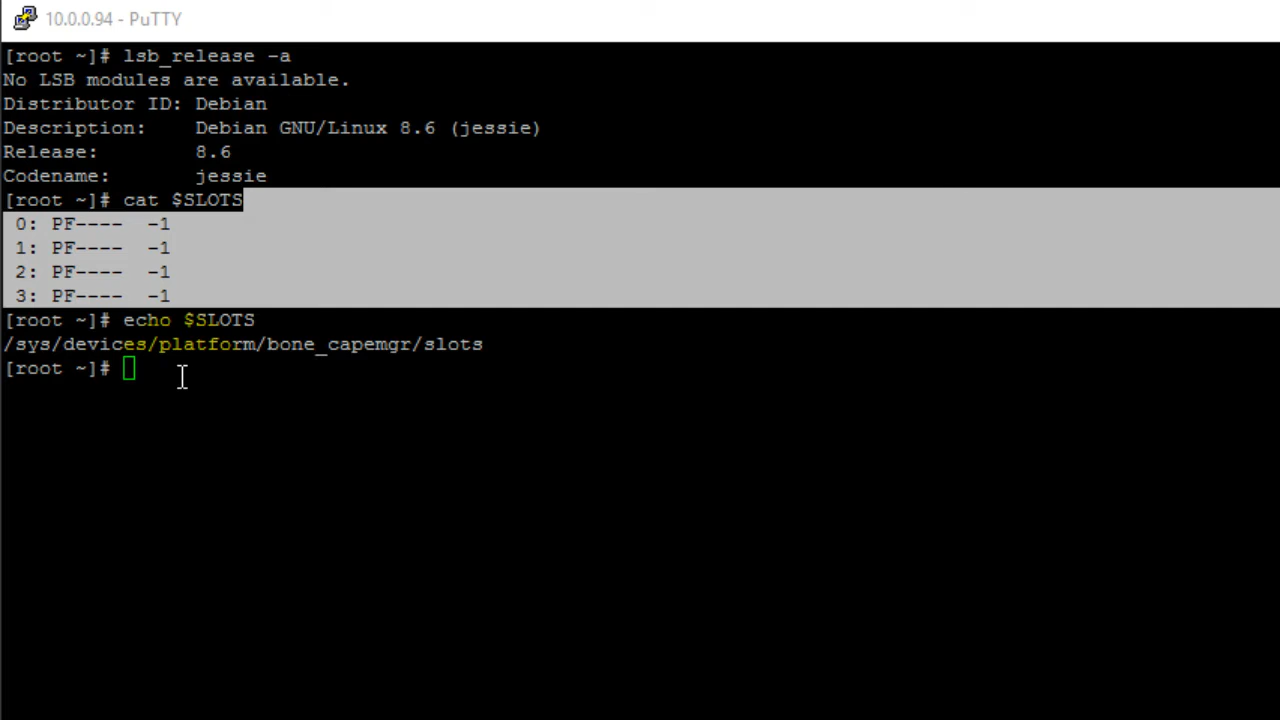 10.0.0.94 - PuTTY
[root ~]# lsb_release -a
No LSB modules are available.
Distributor ID: Debian
Description:    Debian GNU/Linux 8.6 (jessie)
Release:        8.6
Codename:       jessie
[root ~]# cat $SLOTS
 0: PF----  -1
 1: PF----  -1
 2: PF----  -1
 3: PF----  -1
[root ~]# echo $SLOTS
/sys/devices/platform/bone_capemgr/slots
[root ~]#